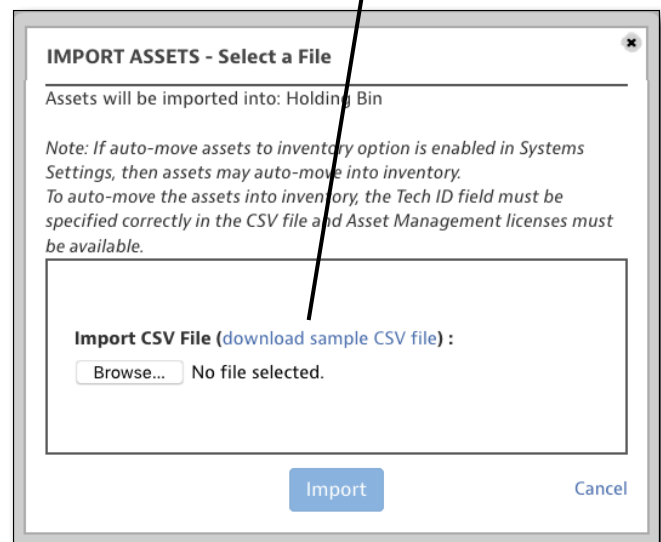 IMPORT ASSETS - Select a File
Assets will be imported into: Holding Bin
Note: If auto-move assets to inventory option is enabled in Systems
Settings, then assets may auto-move into inventory.
To auto-move the assets into inventory, the Tech ID field must be
specified correctly in the CSV file and Asset Management licenses must
be available.
Import CSV File (download sample CSV file) :
Browse... No file selected.
Import Cancel